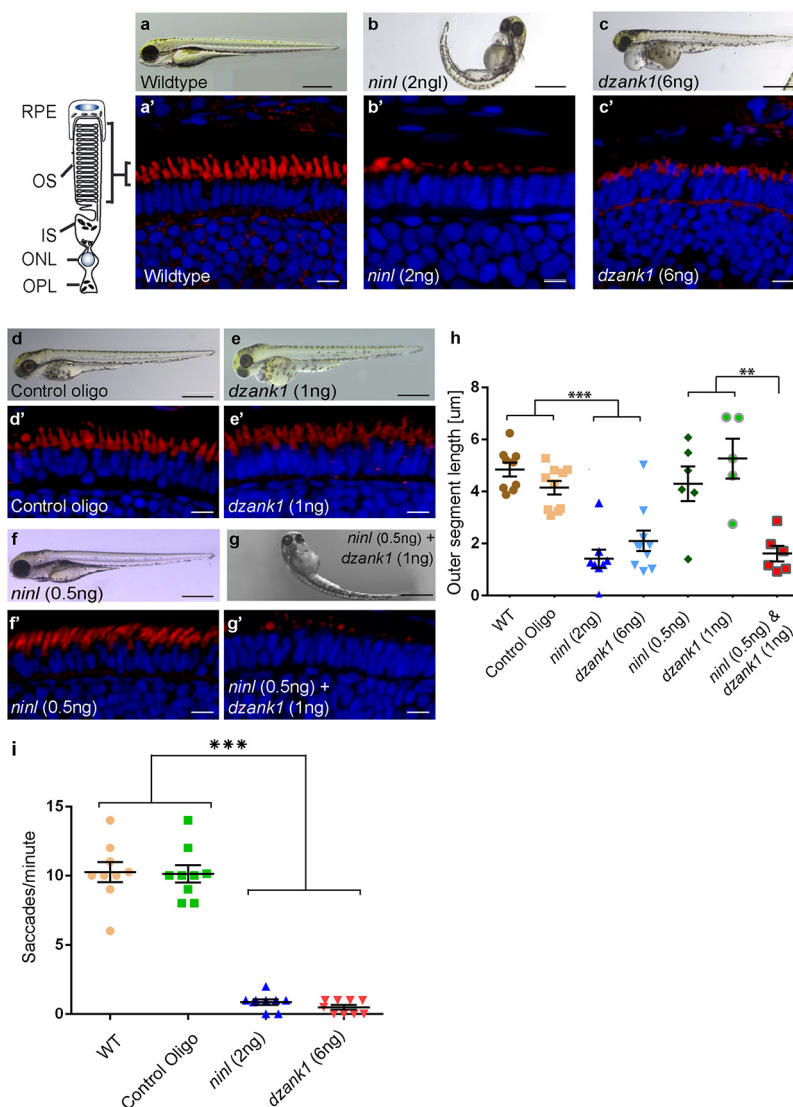 a
Wildtype
b
ninl (2ngl)
c
dzank1(6ng)
RPE
OS
IS
ONL
OPL
a'
Wildtype
b'
ninl (2ng)
c'
dzank1 (6ng)
d
Control oligo
e
dzank1 (1ng)
d'
Control oligo
e'
dzank1 (1ng)
f
ninl (0.5ng)
g
ninl (0.5ng) +
dzank1 (1ng)
f'
ninl (0.5ng)
g'
ninl (0.5ng) +
dzank1 (1ng)
h
Outer segment length [um]
8
6
4
2
0
***
**
WT
Control Oligo
ninl (2ng)
dzank1 (6ng)
ninl (0.5ng)
dzank1 (1ng)
ninl (0.5ng) &
dzank1 (1ng)
i
***
Saccades/minute
15
10
5
0
WT
Control Oligo
ninl (2ng)
dzank1 (6ng)